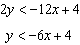 2y < −12x + 4
y < −6x + 4